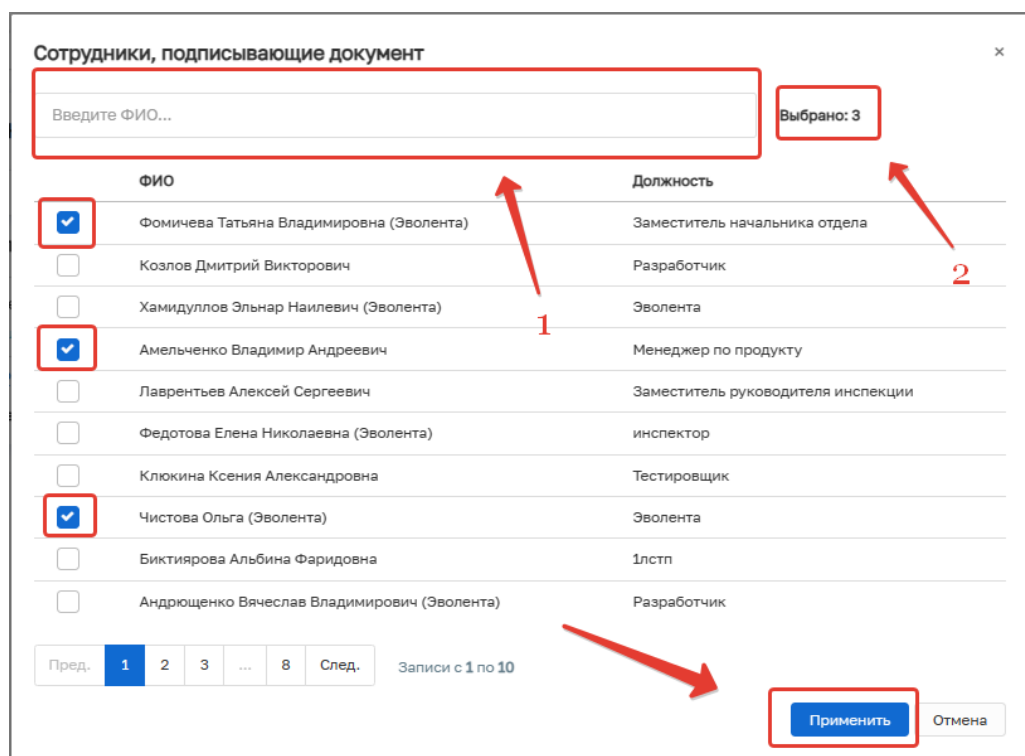 Сотрудники, подписывающие документ ×
Введите ФИО... Выбрано: 3
ФИО Должность
Фомичева Татьяна Владимировна (Эволента) Заместитель начальника отдела
Козлов Дмитрий Викторович Разработчик
2
Хамидуллов Эльнар Наилевич (Эволента) Эволента
1
Амельченко Владимир Андреевич Менеджер по продукту
Лаврентьев Алексей Сергеевич Заместитель руководителя инспекции
Федотова Елена Николаевна (Эволента) инспектор
Клюкина Ксения Александровна Тестировщик
Чистова Ольга (Эволента) Эволента
Биктиярова Альбина Фаридовна 1лстп
Андрющенко Вячеслав Владимирович (Эволента) Разработчик
Пред. 1 2 3 ... 8 След. Записи с 1 по 10
Применить Отмена